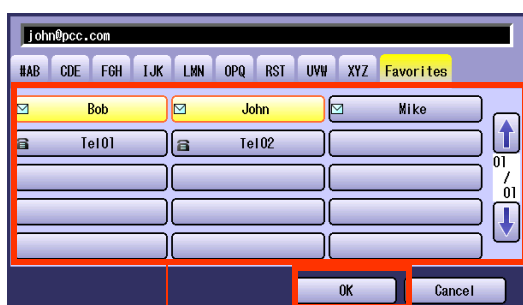 john@pcc.com
#AB CDE FGH IJK LMN OPQ RST UVW XYZ Favorites
Bob John Mike
Tel01 Tel02
01
/
01
OK Cancel